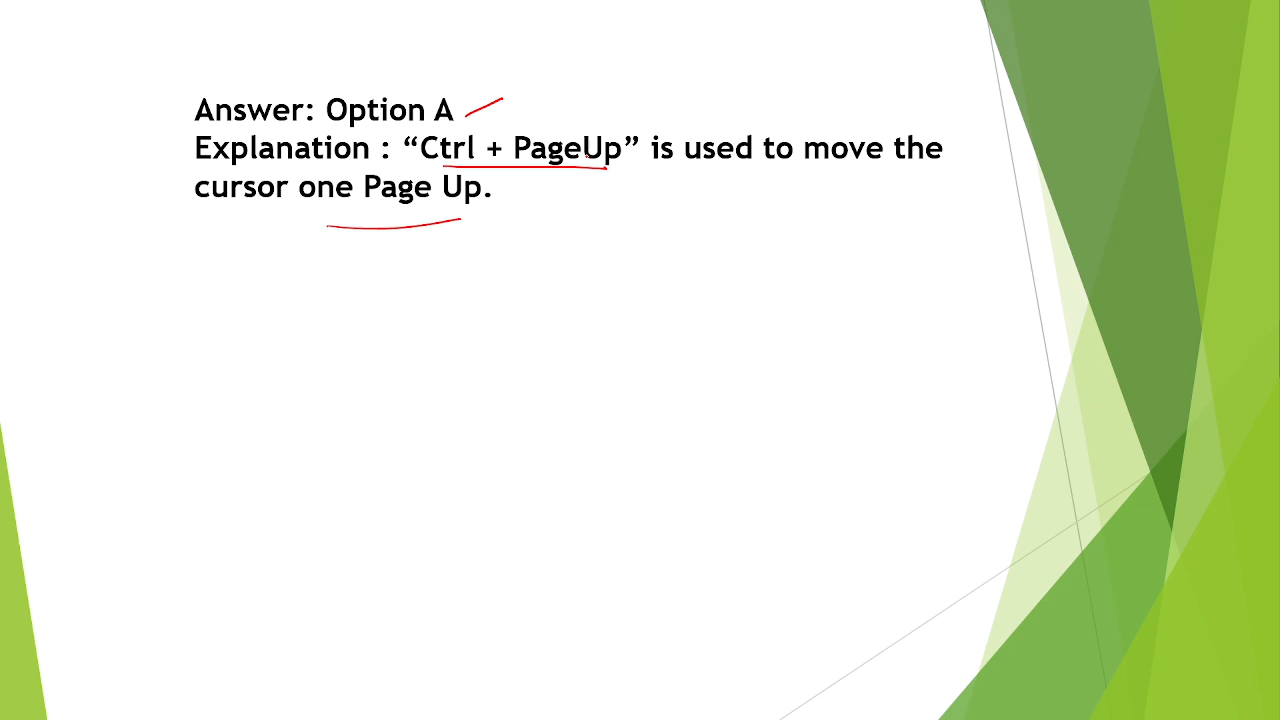 Answer: Option A
Explanation : “Ctrl + PageUp” is used to move the
cursor one Page Up.